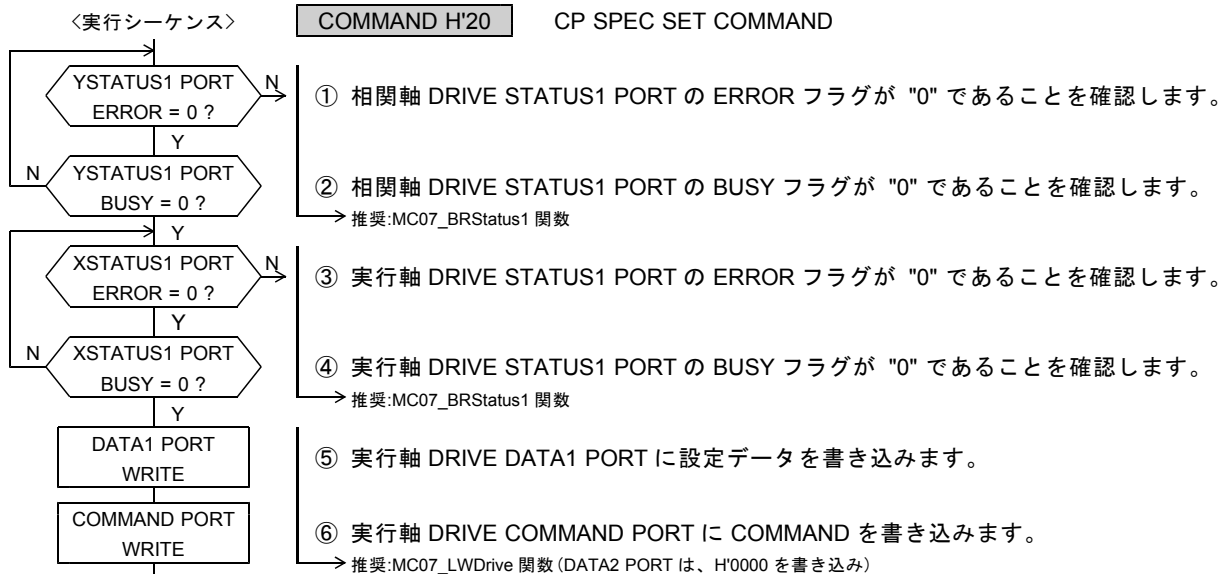 〈実行シーケンス〉
COMMAND H'20 CP SPEC SET COMMAND
YSTATUS1 PORT
ERROR = 0 ?
N
① 相関軸 DRIVE STATUS1 PORT の ERROR フラグが "0" であることを確認します。
Y
N
YSTATUS1 PORT
BUSY = 0 ?
② 相関軸 DRIVE STATUS1 PORT の BUSY フラグが "0" であることを確認します。
推奨:MC07_BRStatus1 関数
Y
XSTATUS1 PORT
ERROR = 0 ?
N
③ 実行軸 DRIVE STATUS1 PORT の ERROR フラグが "0" であることを確認します。
Y
N
XSTATUS1 PORT
BUSY = 0 ?
④ 実行軸 DRIVE STATUS1 PORT の BUSY フラグが "0" であることを確認します。
推奨:MC07_BRStatus1 関数
Y
DATA1 PORT
WRITE
⑤ 実行軸 DRIVE DATA1 PORT に設定データを書き込みます。
COMMAND PORT
WRITE
⑥ 実行軸 DRIVE COMMAND PORT に COMMAND を書き込みます。
推奨:MC07_LWDrive 関数(DATA2 PORT は、H'0000 を書き込み)